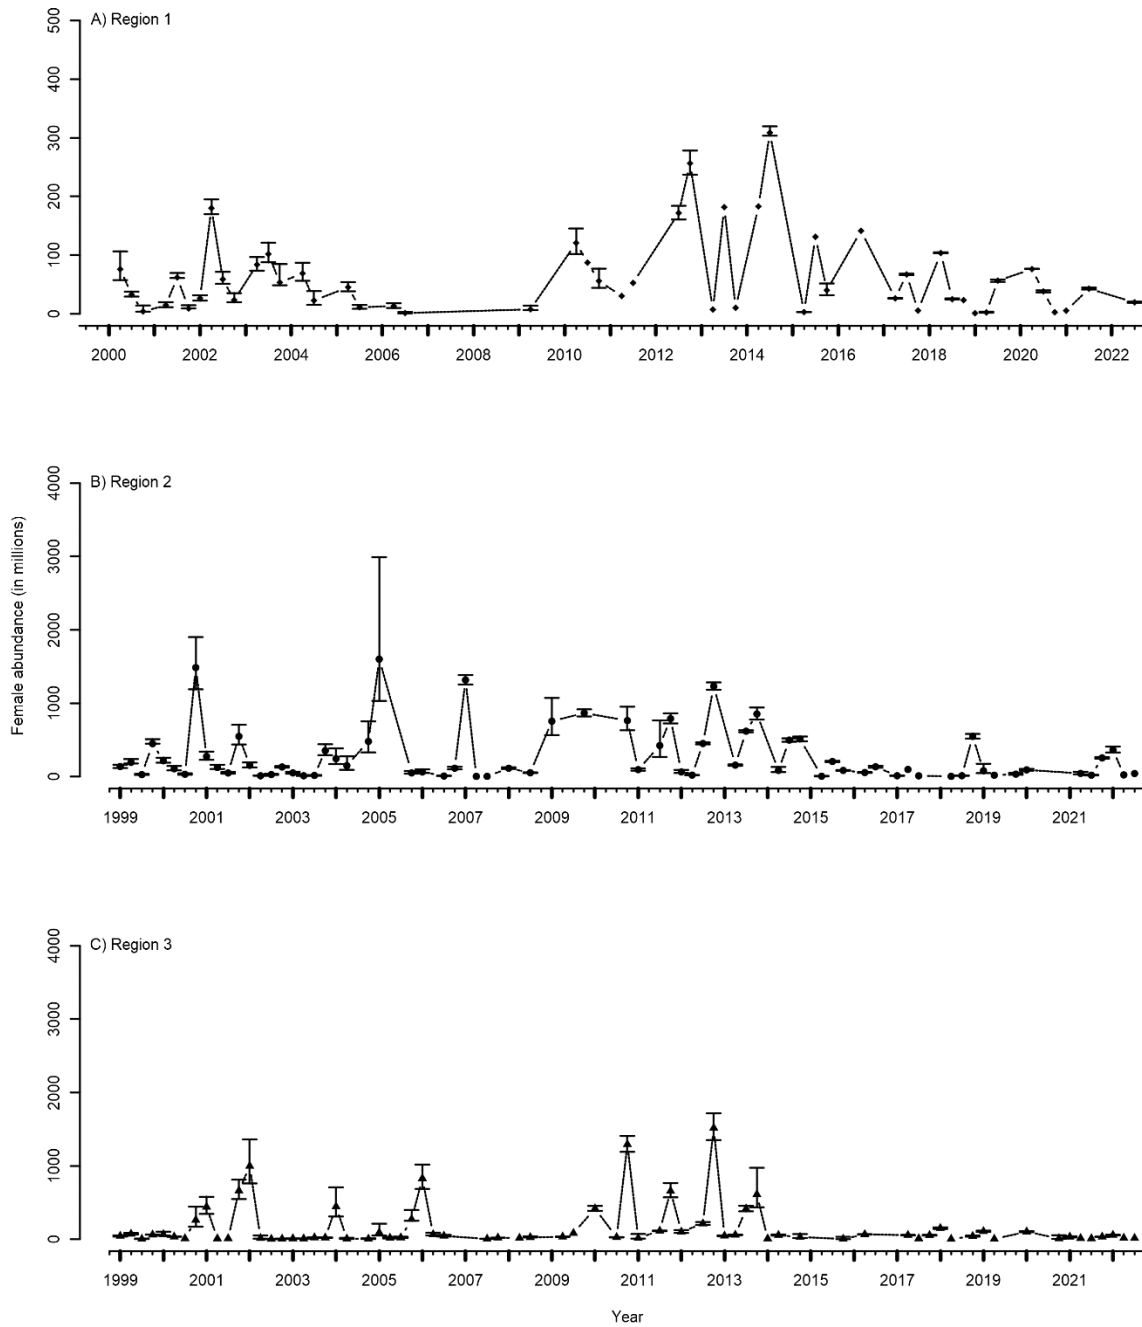 A) Region 1
500
400
300
200
100
0
2000 2002 2004 2006 2008 2010 2012 2014 2016 2018 2020 2022
Female abundance (in millions)
B) Region 2
4000
3000
2000
1000
0
1999 2001 2003 2005 2007 2009 2011 2013 2015 2017 2019 2021
C) Region 3
4000
3000
2000
1000
0
1999 2001 2003 2005 2007 2009 2011 2013 2015 2017 2019 2021
Year